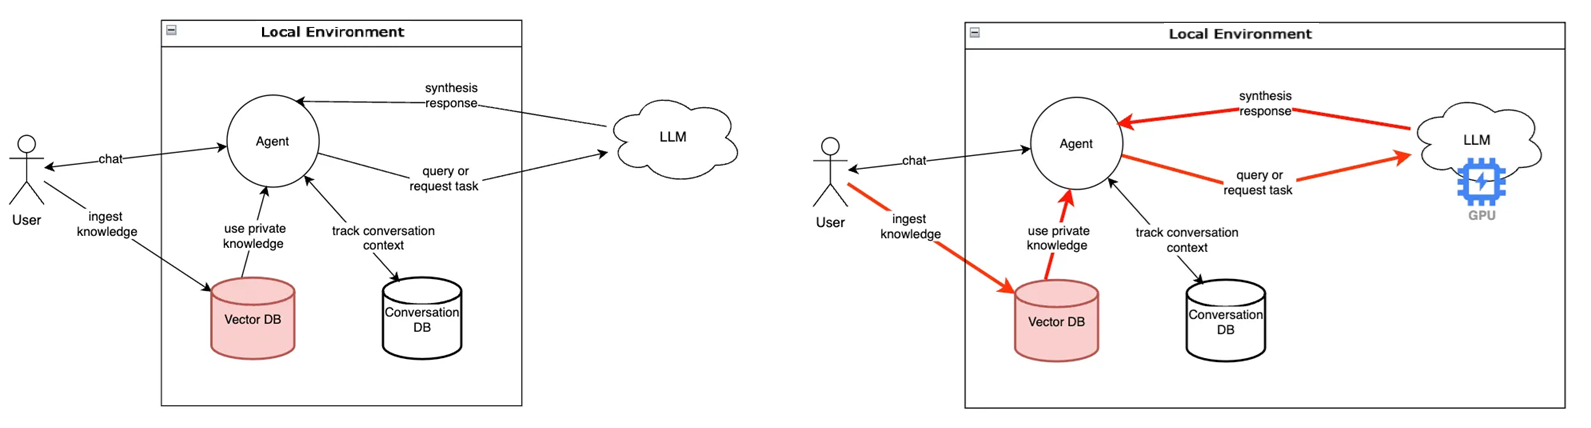 Local Environment
synthesis
response
Agent
LLM
chat
query or
request task
User
ingest
knowledge
use private
knowledge
track conversation
context
Vector DB
Conversation
DB
Local Environment
synthesis
response
Agent
LLM
chat
query or
request task
GPU
User
ingest
knowledge
use private
knowledge
track conversation
context
Vector DB
Conversation
DB